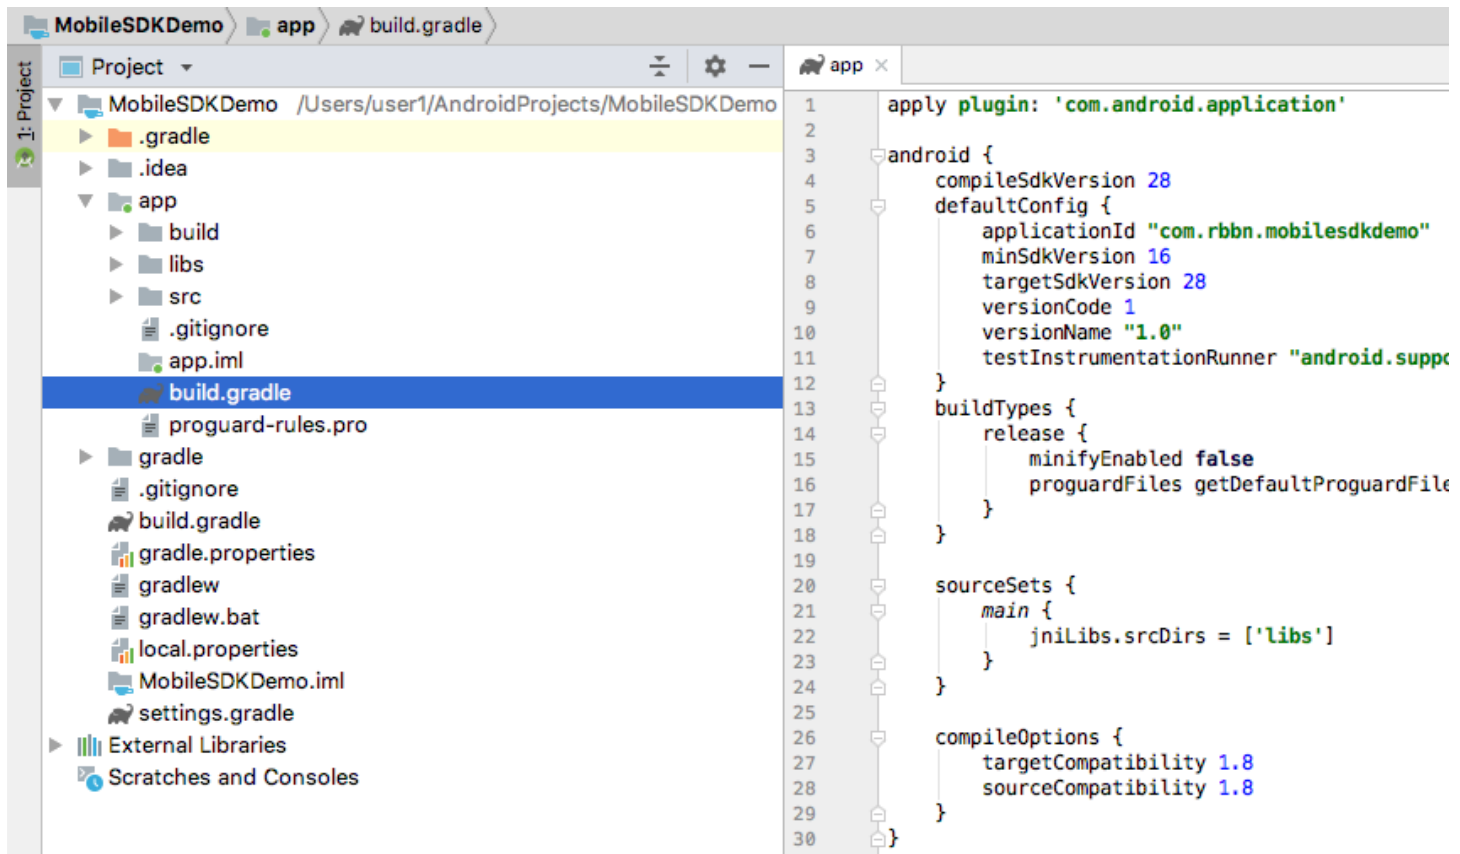 MobileSDKDemo app build.gradle
1: Project
Project
MobileSDKDemo /Users/user1/AndroidProjects/MobileSDKDemo
.gradle
.idea
app
build
libs
src
.gitignore
app.iml
build.gradle
proguard-rules.pro
gradle
.gitignore
build.gradle
gradle.properties
gradlew
gradlew.bat
local.properties
MobileSDKDemo.iml
settings.gradle
External Libraries
Scratches and Consoles
app
1 apply plugin: 'com.android.application'
2
3 android {
4 compileSdkVersion 28
5 defaultConfig {
6 applicationId "com.rbbn.mobilesdkdemo"
7 minSdkVersion 16
8 targetSdkVersion 28
9 versionCode 1
10 versionName "1.0"
11 testInstrumentationRunner "android.suppo
12 }
13 buildTypes {
14 release {
15 minifyEnabled false
16 proguardFiles getDefaultProguardFile
17 }
18 }
19
20 sourceSets {
21 main {
22 jniLibs.srcDirs = ['libs']
23 }
24 }
25
26 compileOptions {
27 targetCompatibility 1.8
28 sourceCompatibility 1.8
29 }
30 }